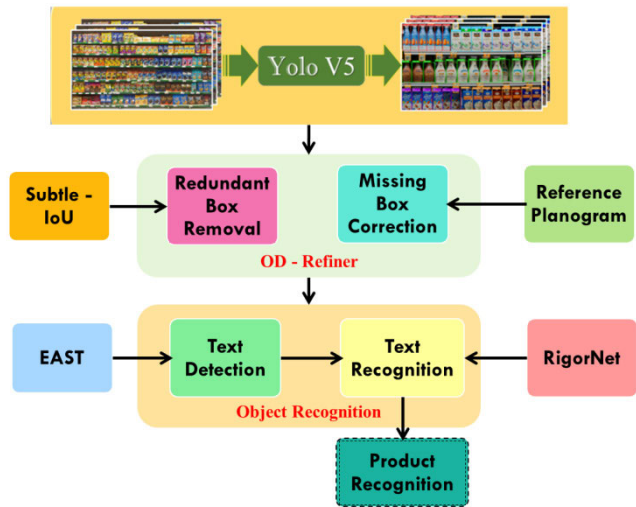 Yolo V5
Subtle -
IoU
Redundant
Box
Removal
Missing
Box
Correction
Reference
Planogram
OD - Refiner
EAST
Text
Detection
Text
Recognition
RigorNet
Object Recognition
Product
Recognition